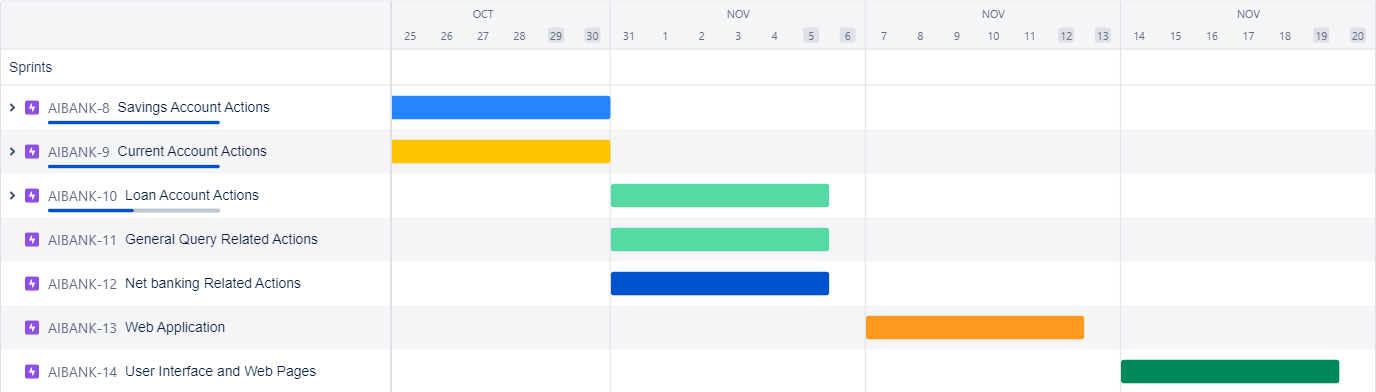 OCT NOV NOV NOV
25 26 27 28 29 30 31 1 2 3 4 5 6 7 8 9 10 11 12 13 14 15 16 17 18 19 20
Sprints
AIBANK-8 Savings Account Actions
AIBANK-9 Current Account Actions
AIBANK-10 Loan Account Actions
AIBANK-11 General Query Related Actions
AIBANK-12 Net banking Related Actions
AIBANK-13 Web Application
AIBANK-14 User Interface and Web Pages